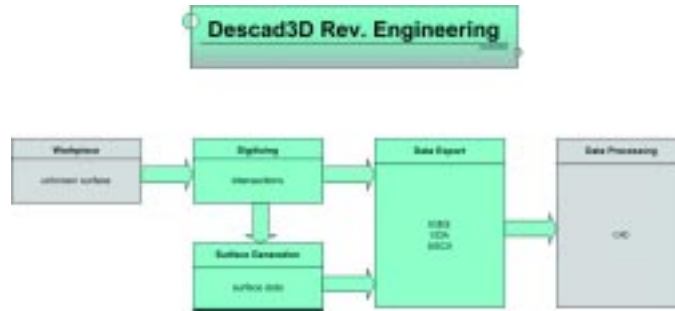 Descad3D Rev. Engineering
Workpiece
unknown surface
Digitizing
intersections
Surface Generation
surface data
Data Export
IGES
VDA
ASCII
Data Processing
CAD